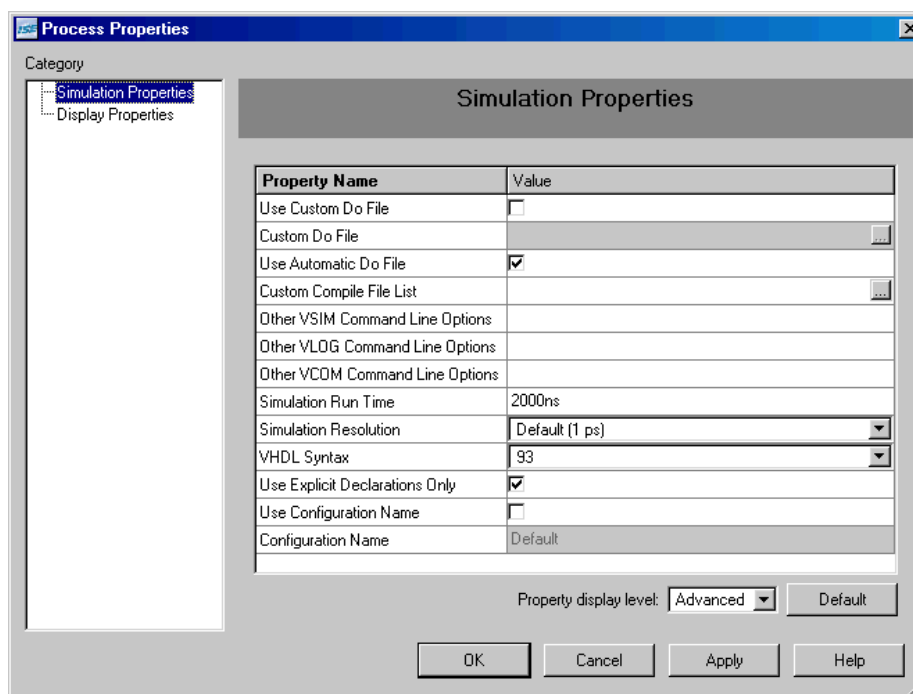 ISE Process Properties
Category
Simulation Properties
Display Properties
Simulation Properties
Property Name Value
Use Custom Do File
Custom Do File ...
Use Automatic Do File
Custom Compile File List ...
Other VSIM Command Line Options
Other VLOG Command Line Options
Other VCOM Command Line Options
Simulation Run Time 2000ns
Simulation Resolution Default (1 ps)
VHDL Syntax 93
Use Explicit Declarations Only
Use Configuration Name
Configuration Name Default
Property display level: Advanced Default
OK Cancel Apply Help